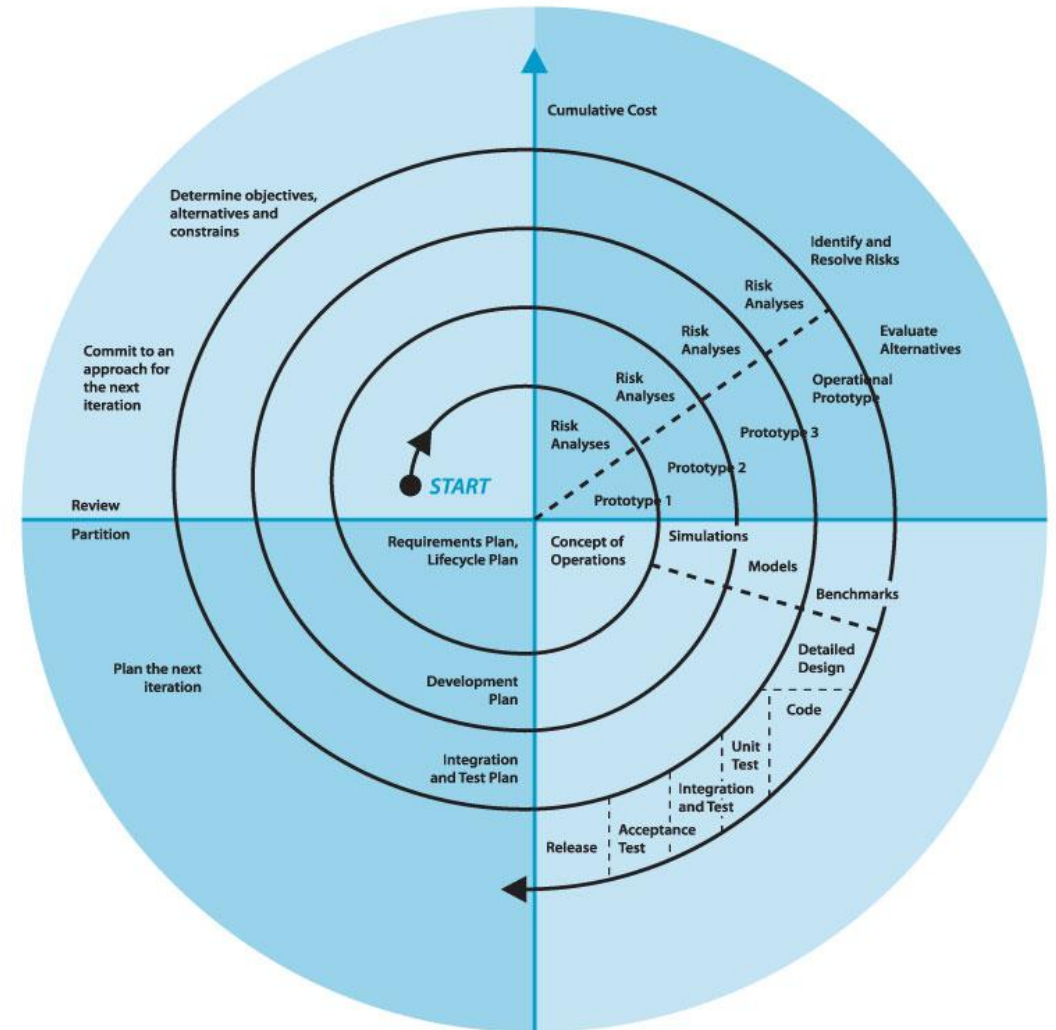 Cumulative Cost
Determine objectives,
alternatives and
constrains
Identify and
Resolve Risks
Risk
Analyses
Risk
Analyses
Evaluate
Alternatives
Commit to an
approach for
the next
iteration
Risk
Analyses
Operational
Prototype
Risk
Analyses
Prototype 3
Prototype 2
START
Prototype 1
Review
Partition
Requirements Plan,
Lifecycle Plan
Concept of
Operations
Simulations
Models
Benchmarks
Plan the next
iteration
Detailed
Design
Development
Plan
Code
Unit
Test
Integration
and Test Plan
Integration
and Test
Acceptance
Test
Release